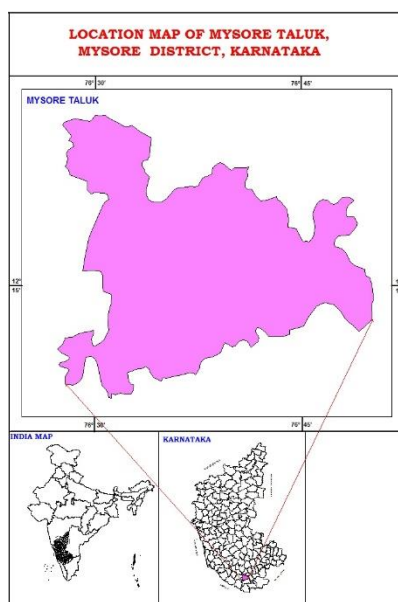 LOCATION MAP OF MYSORE TALUK,
MYSORE DISTRICT, KARNATAKA
76° 30'
76° 45'
MYSORE TALUK
12°
15'
76° 30'
76° 45'
INDIA MAP
KARNATAKA